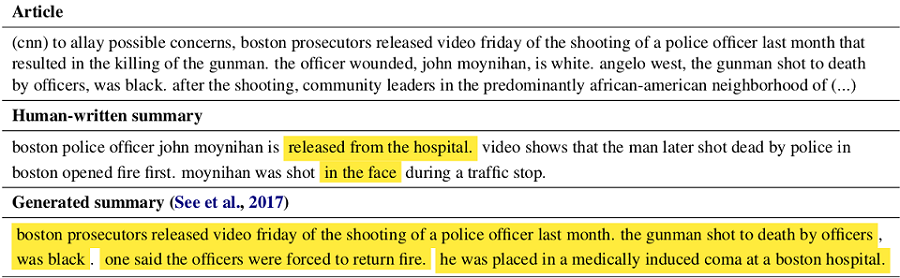 Article
(cnn) to allay possible concerns, boston prosecutors released video friday of the shooting of a police officer last month that
resulted in the killing of the gunman. the officer wounded, john moynihan, is white. angelo west, the gunman shot to death
by officers, was black. after the shooting, community leaders in the predominantly african-american neighborhood of (...)
Human-written summary
boston police officer john moynihan is released from the hospital. video shows that the man later shot dead by police in
boston opened fire first. moynihan was shot in the face during a traffic stop.
Generated summary (See et al., 2017)
boston prosecutors released video friday of the shooting of a police officer last month. the gunman shot to death by officers ,
was black . one said the officers were forced to return fire. he was placed in a medically induced coma at a boston hospital.